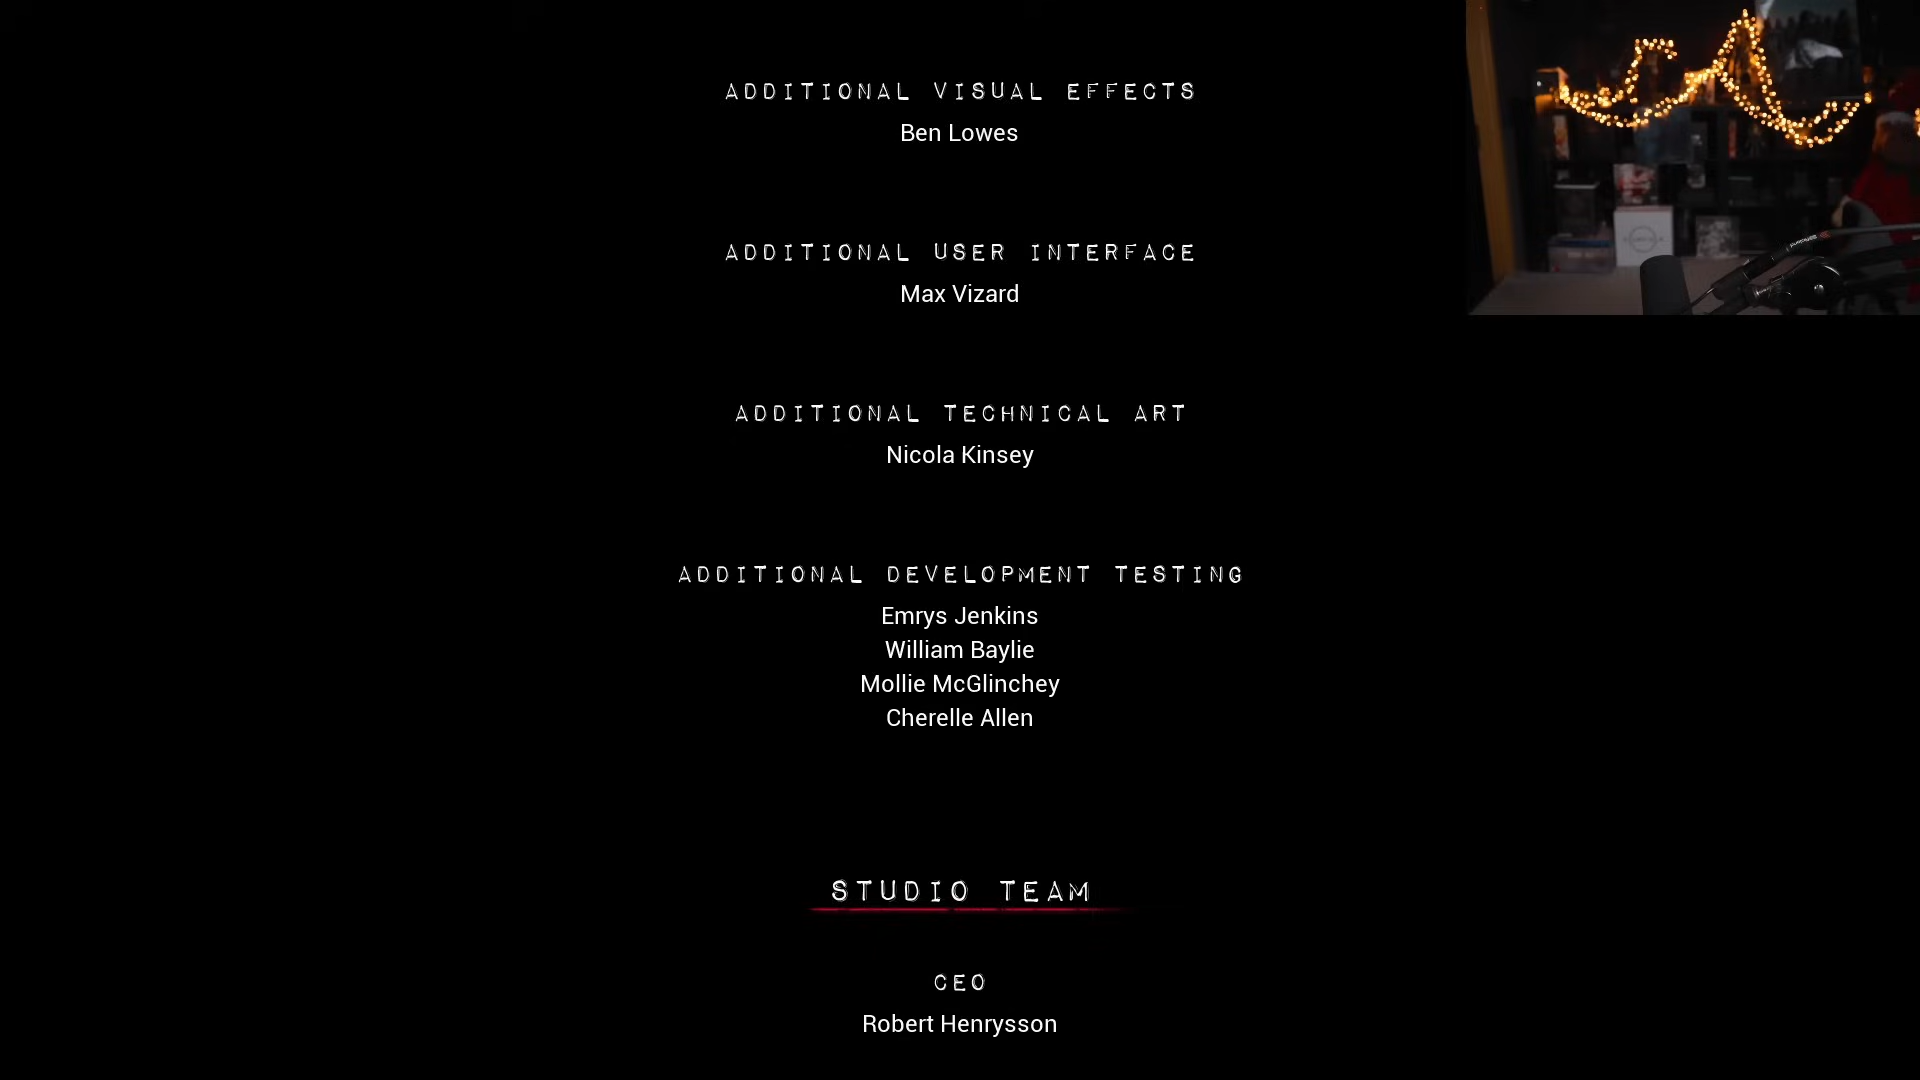 ADDITIONAL VISUAL EFFECTS
Ben Lowes
ADDITIONAL USER INTERFACE
Max Vizard
ADDITIONAL TECHNICAL ART
Nicola Kinsey
ADDITIONAL DEVELOPMENT TESTING
Emrys Jenkins
William Baylie
Mollie McGlinchey
Cherelle Allen
STUDIO TEAM
CEO
Robert Henrysson